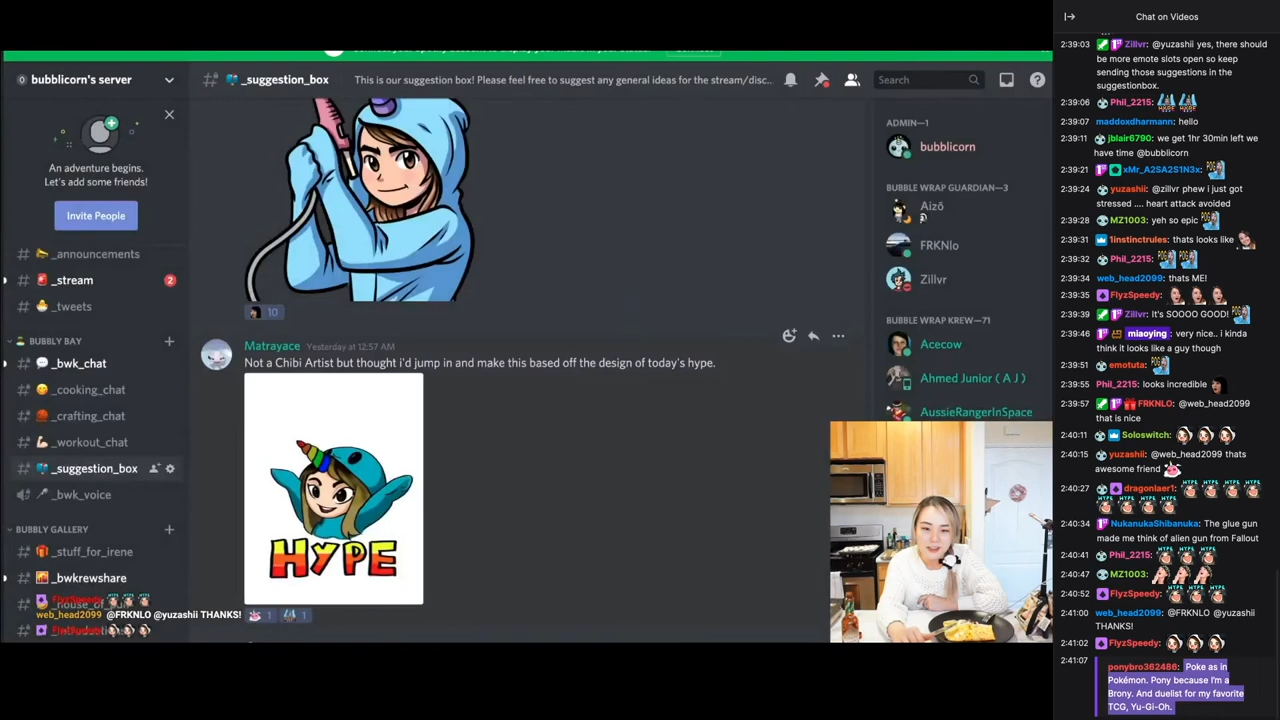 bubblicorn's server
_suggestion_box
This is our suggestion box! Please feel free to suggest any general ideas for the stream/disc...
Search
An adventure begins.
Let's add some friends!
Invite People
_announcements
_stream
2
_tweets
BUBBLY BAY
_bwk_chat
_cooking_chat
_crafting_chat
_workout_chat
_suggestion_box
_bwk_voice
BUBBLY GALLERY
_stuff_for_irene
_bwkrewshare
FlyzSpeedy:
web_head2099 @FRKNLO @yuzashii THANKS!
10
Matrayace Yesterday at 12:57 AM
Not a Chibi Artist but thought i'd jump in and make this based off the design of today's hype.
HYPE
1
1
ADMIN—1
bubblicorn
BUBBLE WRAP GUARDIAN—3
Aizō
FRKNlo
Zillvr
BUBBLE WRAP KREW—71
Acecow
Ahmed Junior ( A J )
AussieRangerInSpace
Chat on Videos
2:39:03 Zillvr: @yuzashii yes, there should
be more emote slots open so keep
sending those suggestions in the
suggestionbox.
2:39:06 Phil_2215:
2:39:07 maddoxdharmann: hello
2:39:11 jblair6790: we get 1hr 30min left we
have time @bubblicorn
2:39:21 xMr_A2SA2S1N3x:
2:39:24 yuzashii: @zillvr phew i just got
stressed .... heart attack avoided
2:39:28 MZ1003: yeh so epic
2:39:31 1instinctrules: thats looks like
2:39:32 Phil_2215:
2:39:34 web_head2099: thats ME!
2:39:35 FlyzSpeedy:
2:39:39 Zillvr: It's SOOOO GOOD!
2:39:46 miaoying: very nice.. i kinda
think it looks like a guy though
2:39:51 emotuta:
2:39:55 Phil_2215: looks incredible
2:39:57 FRKNLO: @web_head2099
that is nice
2:40:11 Soloswitch:
2:40:15 yuzashii: @web_head2099 thats
awesome friend
2:40:27 dragonlaer1:
2:40:34 NukanukaShibanuka: The glue gun
made me think of alien gun from Fallout
2:40:41 Phil_2215:
2:40:47 MZ1003:
2:40:52 FlyzSpeedy:
2:41:00 web_head2099: @FRKNLO @yuzashii
THANKS!
2:41:02 FlyzSpeedy:
2:41:07 ponybro362486: Poke as in
Pokémon. Pony because I'm a
Brony. And duelist for my favorite
TCG, Yu-Gi-Oh.